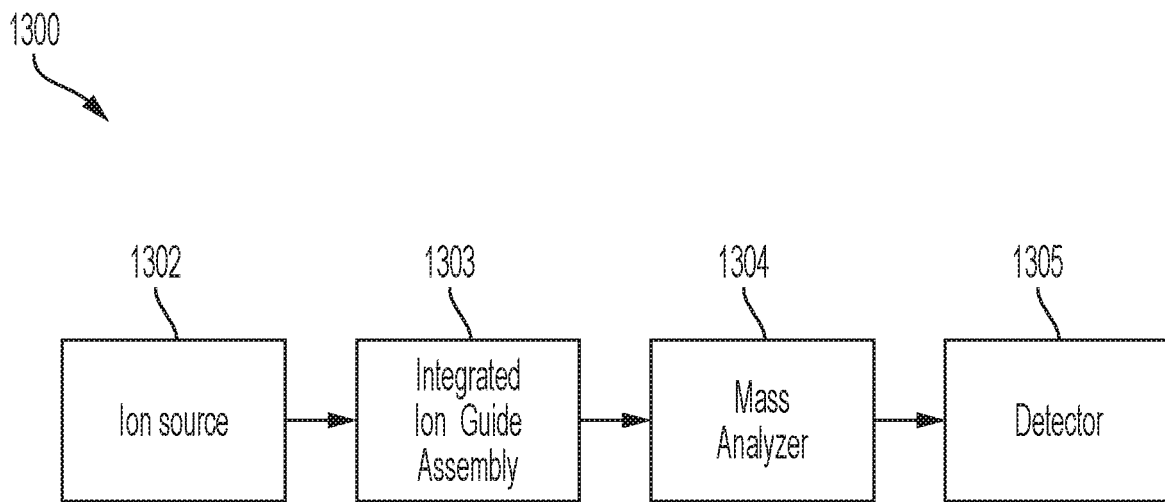 1300
1302
1303
1304
1305
Ion source
Integrated
Ion Guide
Assembly
Mass
Analyzer
Detector